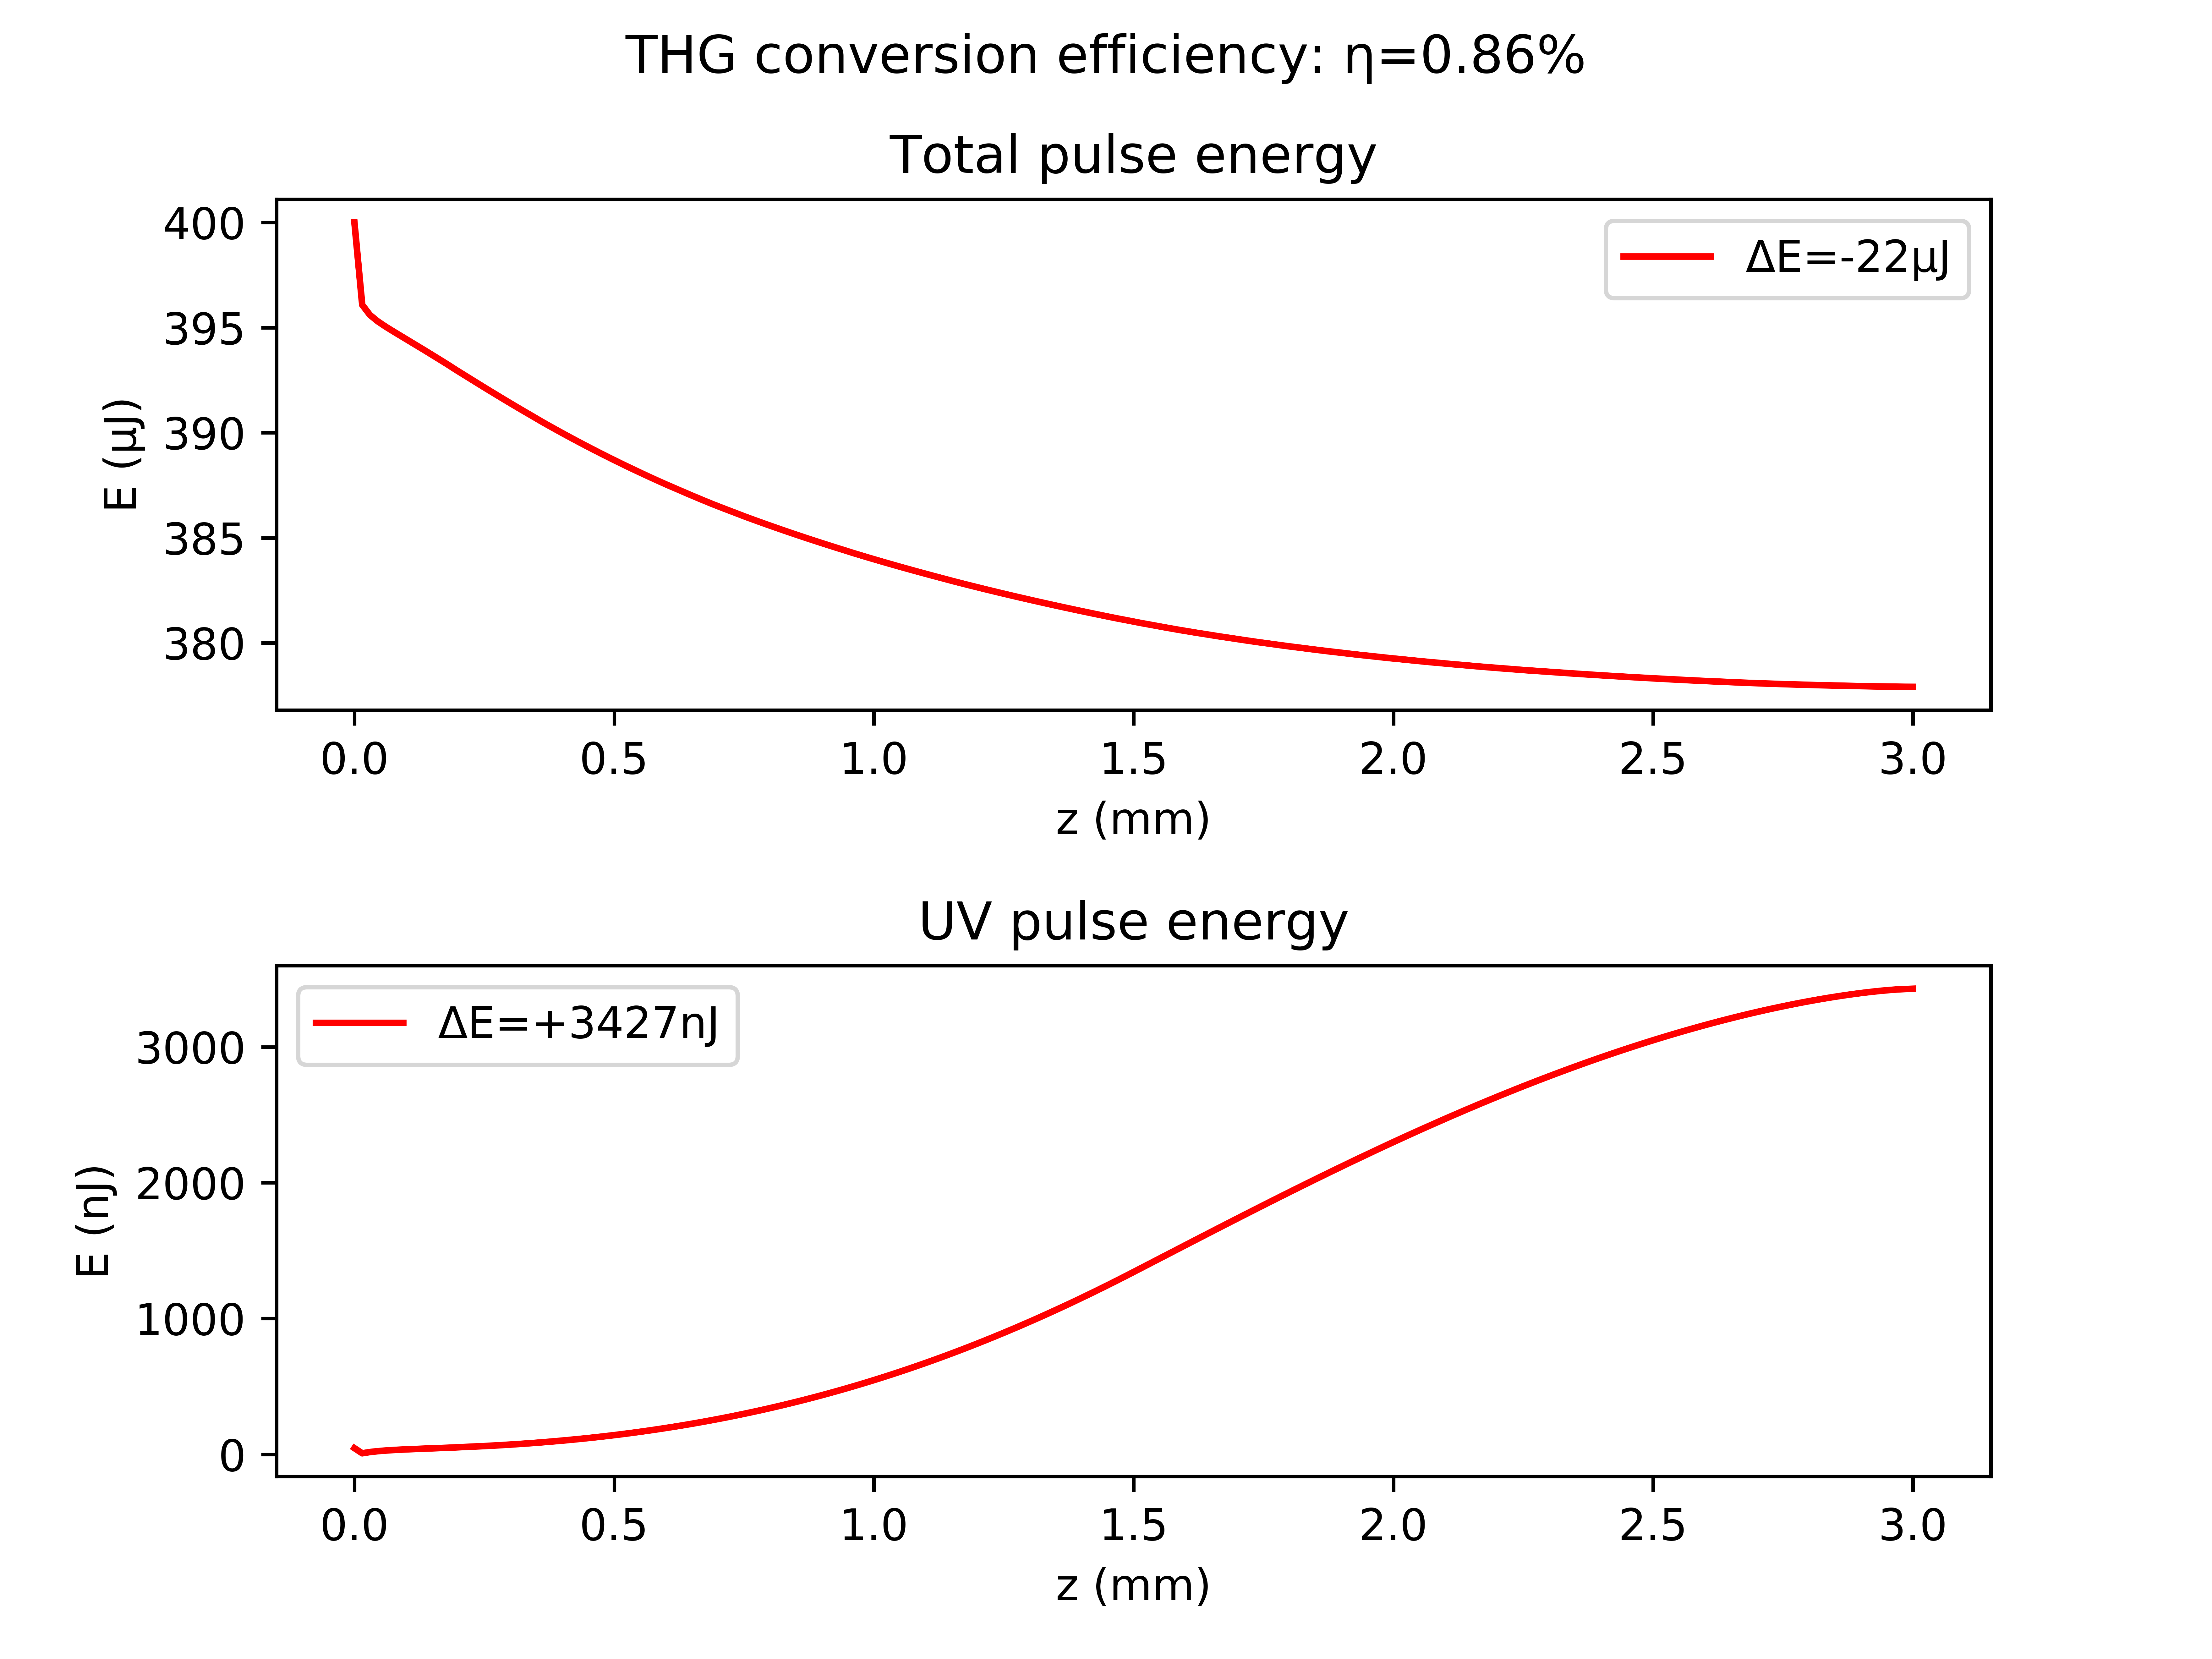 THG conversion efficiency: η=0.86%
Total pulse energy
ΔE=-22μJ
E (μJ)
400
395
390
385
380
0.0 0.5 1.0 1.5 2.0 2.5 3.0
z (mm)
UV pulse energy
ΔE=+3427nJ
E (nJ)
3000
2000
1000
0
0.0 0.5 1.0 1.5 2.0 2.5 3.0
z (mm)